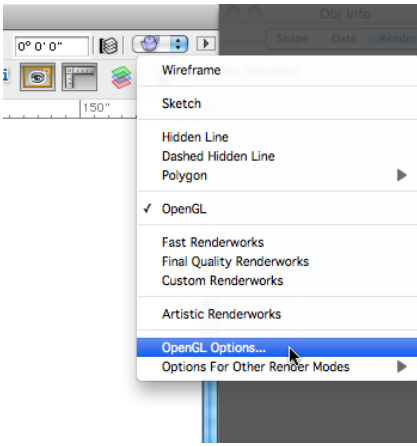 Obj Info
0° 0' 0"
Shape Data Render
Wireframe
150"
Sketch
Hidden Line
Dashed Hidden Line
Polygon
✓ OpenGL
Fast Renderworks
Final Quality Renderworks
Custom Renderworks
Artistic Renderworks
OpenGL Options...
Options For Other Render Modes